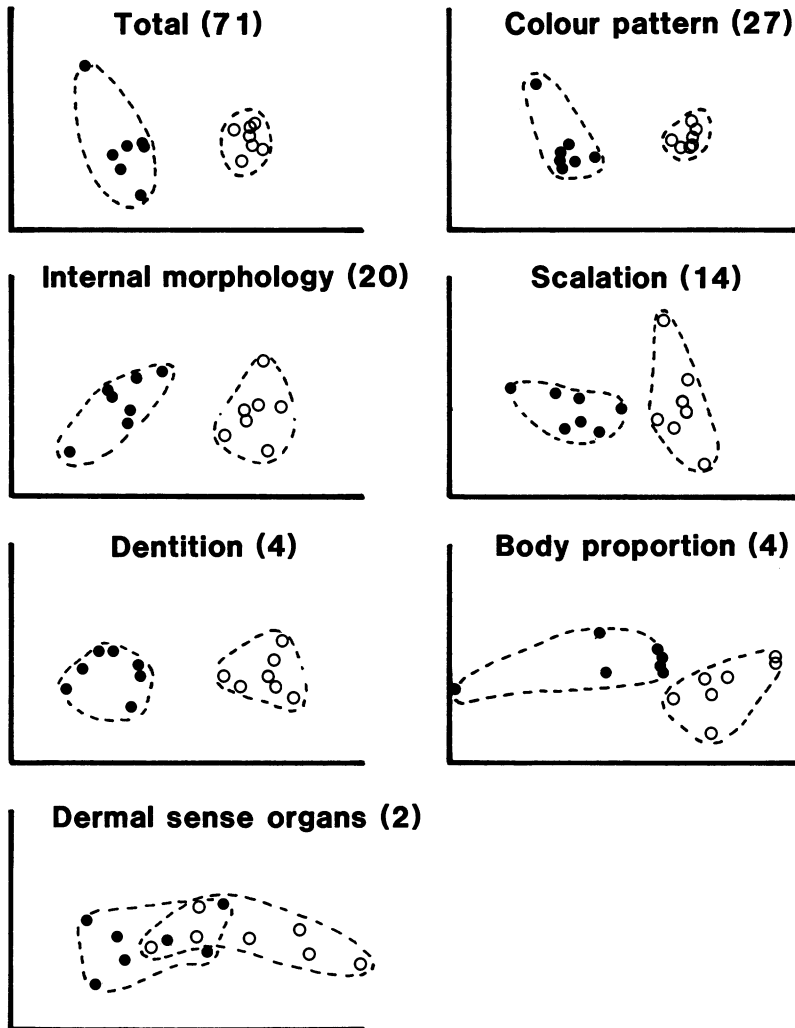 Total (71)
Colour pattern (27)
Internal morphology (20)
Scalation (14)
Dentition (4)
Body proportion (4)
Dermal sense organs (2)